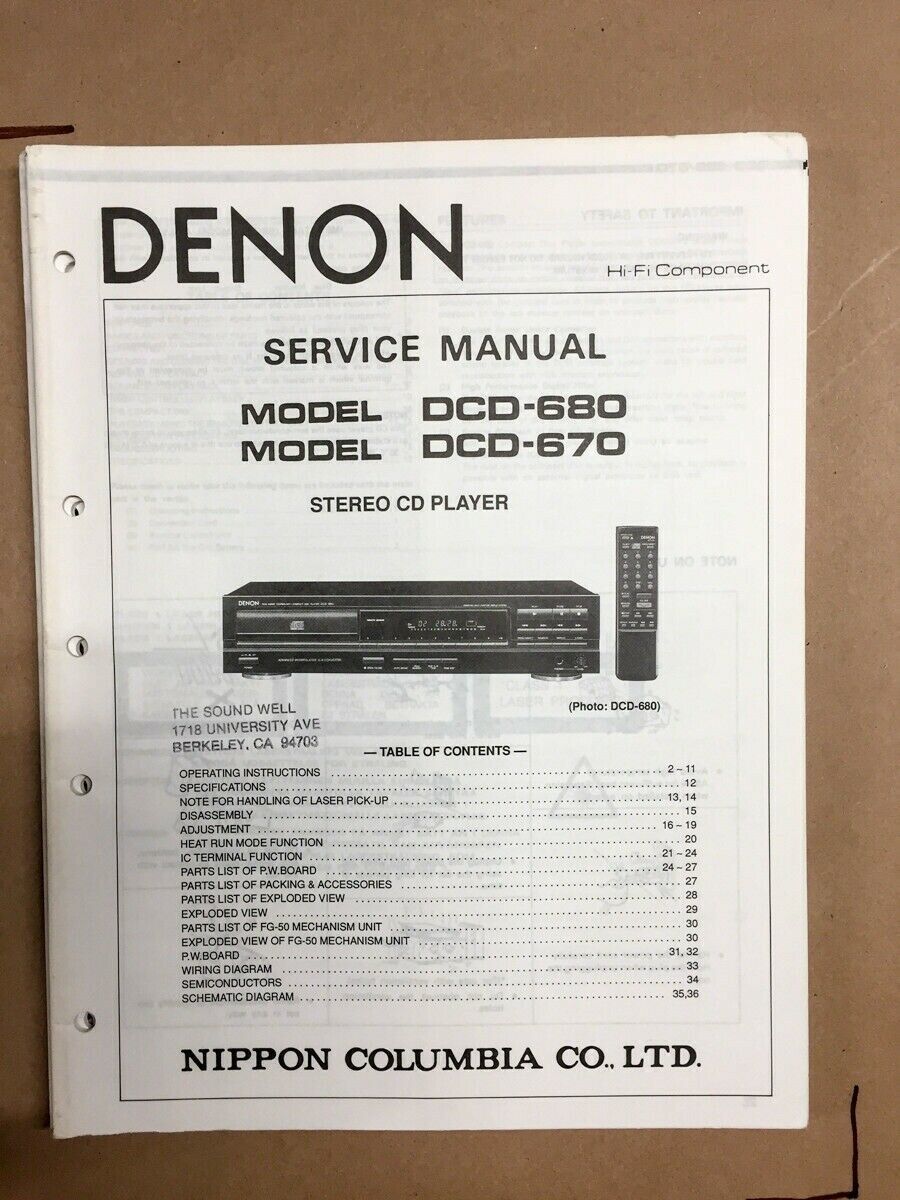 DENON
Hi-Fi Component
SERVICE MANUAL
MODEL DCD-680
MODEL DCD-670
STEREO CD PLAYER
DENON
DENON
(Photo: DCD-680)
THE SOUND WELL
1718 UNIVERSITY AVE
BERKELEY, CA 94703
— TABLE OF CONTENTS —
OPERATING INSTRUCTIONS ........ 2 ~ 11
SPECIFICATIONS ........ 12
NOTE FOR HANDLING OF LASER PICK-UP ........ 13, 14
DISASSEMBLY ........ 15
ADJUSTMENT ........ 16 ~ 19
HEAT RUN MODE FUNCTION ........ 20
IC TERMINAL FUNCTION ........ 21 ~ 24
PARTS LIST OF P.W.BOARD ........ 24 ~ 27
PARTS LIST OF PACKING & ACCESSORIES ........ 27
PARTS LIST OF EXPLODED VIEW ........ 28
EXPLODED VIEW ........ 29
PARTS LIST OF FG-50 MECHANISM UNIT ........ 30
EXPLODED VIEW OF FG-50 MECHANISM UNIT ........ 30
P.W.BOARD ........ 31, 32
WIRING DIAGRAM ........ 33
SEMICONDUCTORS ........ 34
SCHEMATIC DIAGRAM ........ 35,36
NIPPON COLUMBIA CO., LTD.